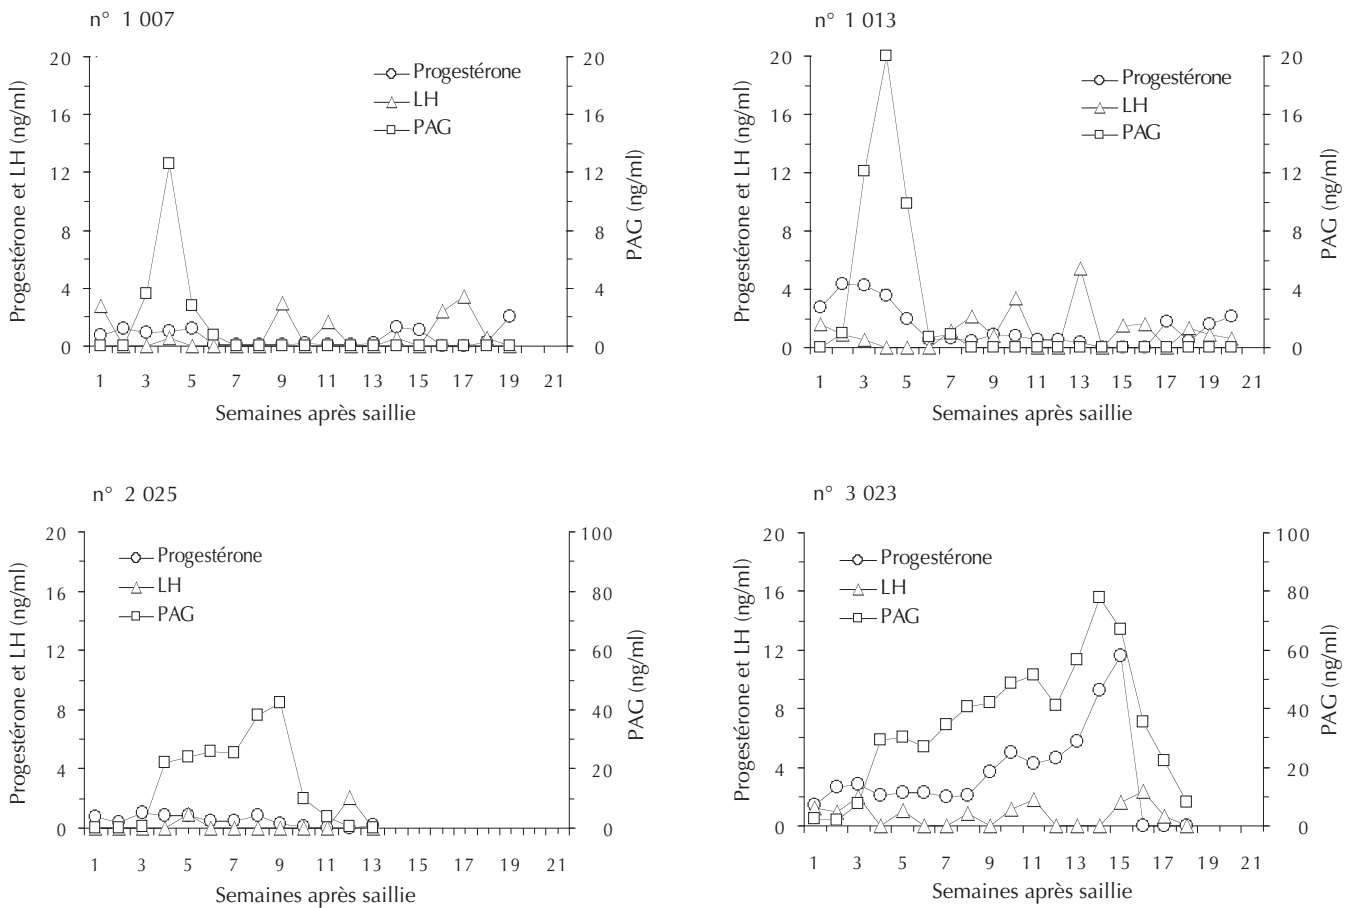 n° 1 007
Progestérone et LH (ng/ml)
20
16
12
8
4
0
Progestérone
LH
PAG
20
16
12
8
4
0
PAG (ng/ml)
1 3 5 7 9 11 13 15 17 19 21
Semaines après saillie
n° 1 013
Progestérone et LH (ng/ml)
20
16
12
8
4
0
Progestérone
LH
PAG
20
16
12
8
4
0
PAG (ng/ml)
1 3 5 7 9 11 13 15 17 19 21
Semaines après saillie
n° 2 025
Progestérone et LH (ng/ml)
20
16
12
8
4
0
Progestérone
LH
PAG
100
80
60
40
20
0
PAG (ng/ml)
1 3 5 7 9 11 13 15 17 19 21
Semaines après saillie
n° 3 023
Progestérone et LH (ng/ml)
20
16
12
8
4
0
Progestérone
LH
PAG
100
80
60
40
20
0
PAG (ng/ml)
1 3 5 7 9 11 13 15 17 19 21
Semaines après saillie